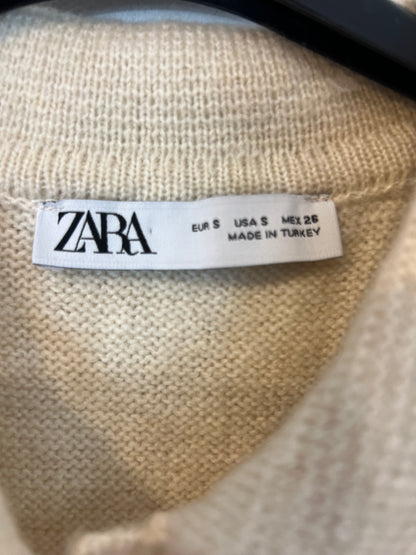 ZARA
EUR S USA S MEX 26
MADE IN TURKEY